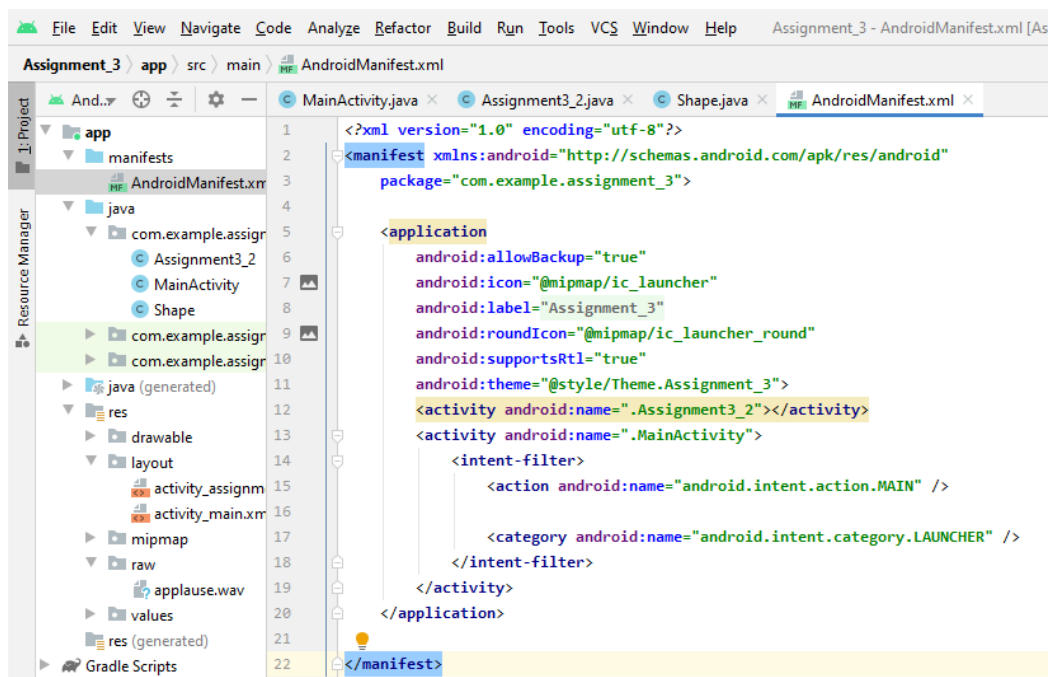 File Edit View Navigate Code Analyze Refactor Build Run Tools VCS Window Help Assignment_3 - AndroidManifest.xml [As
Assignment_3 〉 app 〉 src 〉 main 〉 AndroidManifest.xml
And.. MainActivity.java × Assignment3_2.java × Shape.java × AndroidManifest.xml ×
1: Project
Resource Manager
app
manifests
AndroidManifest.xm
java
com.example.assign
Assignment3_2
MainActivity
Shape
com.example.assign
com.example.assign
java (generated)
res
drawable
layout
activity_assignm
activity_main.xm
mipmap
raw
applause.wav
values
res (generated)
Gradle Scripts
1 <?xml version="1.0" encoding="utf-8"?>
2 <manifest xmlns:android="http://schemas.android.com/apk/res/android"
3 package="com.example.assignment_3">
4
5 <application
6 android:allowBackup="true"
7 android:icon="@mipmap/ic_launcher"
8 android:label="Assignment_3"
9 android:roundIcon="@mipmap/ic_launcher_round"
10 android:supportsRtl="true"
11 android:theme="@style/Theme.Assignment_3">
12 <activity android:name=".Assignment3_2"></activity>
13 <activity android:name=".MainActivity">
14 <intent-filter>
15 <action android:name="android.intent.action.MAIN" />
16
17 <category android:name="android.intent.category.LAUNCHER" />
18 </intent-filter>
19 </activity>
20 </application>
21
22 </manifest>